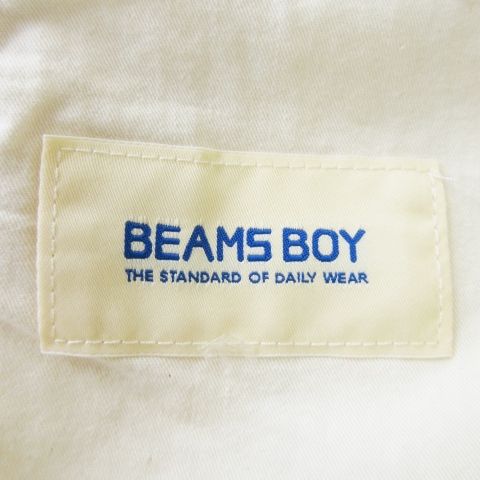 BEAMS BOY
THE STANDARD OF DAILY WEAR